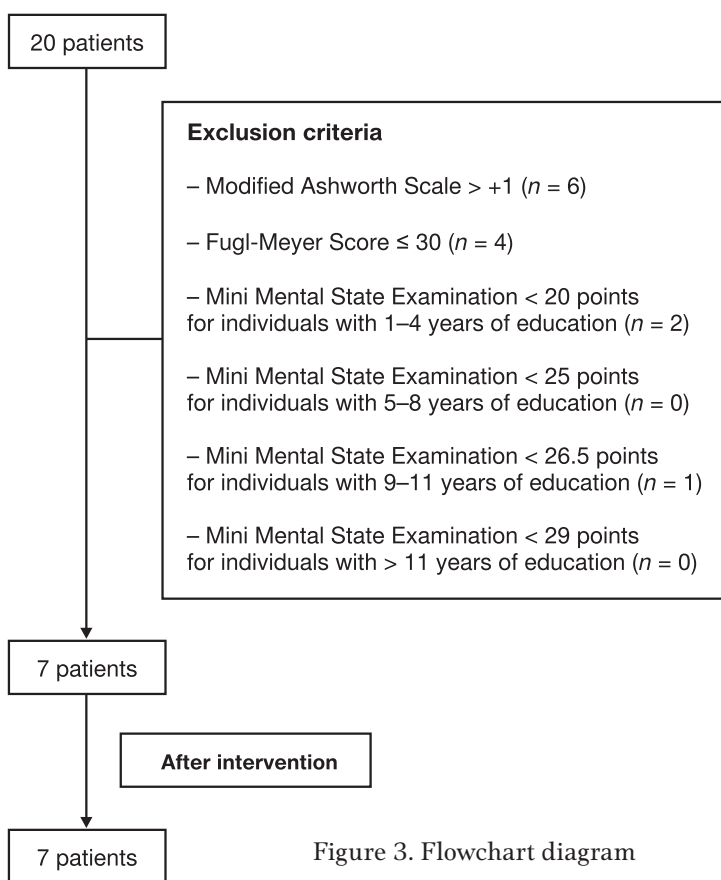 20 patients
Exclusion criteria
– Modified Ashworth Scale > +1 (n = 6)
– Fugl-Meyer Score ≤ 30 (n = 4)
– Mini Mental State Examination < 20 points
for individuals with 1–4 years of education (n = 2)
– Mini Mental State Examination < 25 points
for individuals with 5–8 years of education (n = 0)
– Mini Mental State Examination < 26.5 points
for individuals with 9–11 years of education (n = 1)
– Mini Mental State Examination < 29 points
for individuals with > 11 years of education (n = 0)
7 patients
After intervention
7 patients
Figure 3. Flowchart diagram